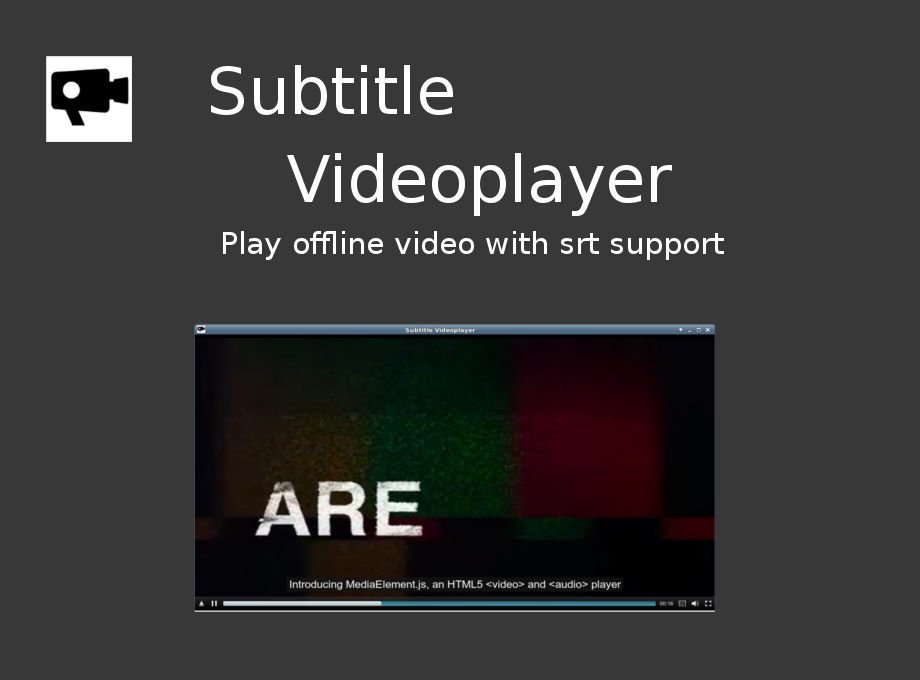 Subtitle
Videoplayer
Play offline video with srt support
Subtitle Videoplayer
ARE
Introducing MediaElement.js, an HTML5 <video> and <audio> player
00:16